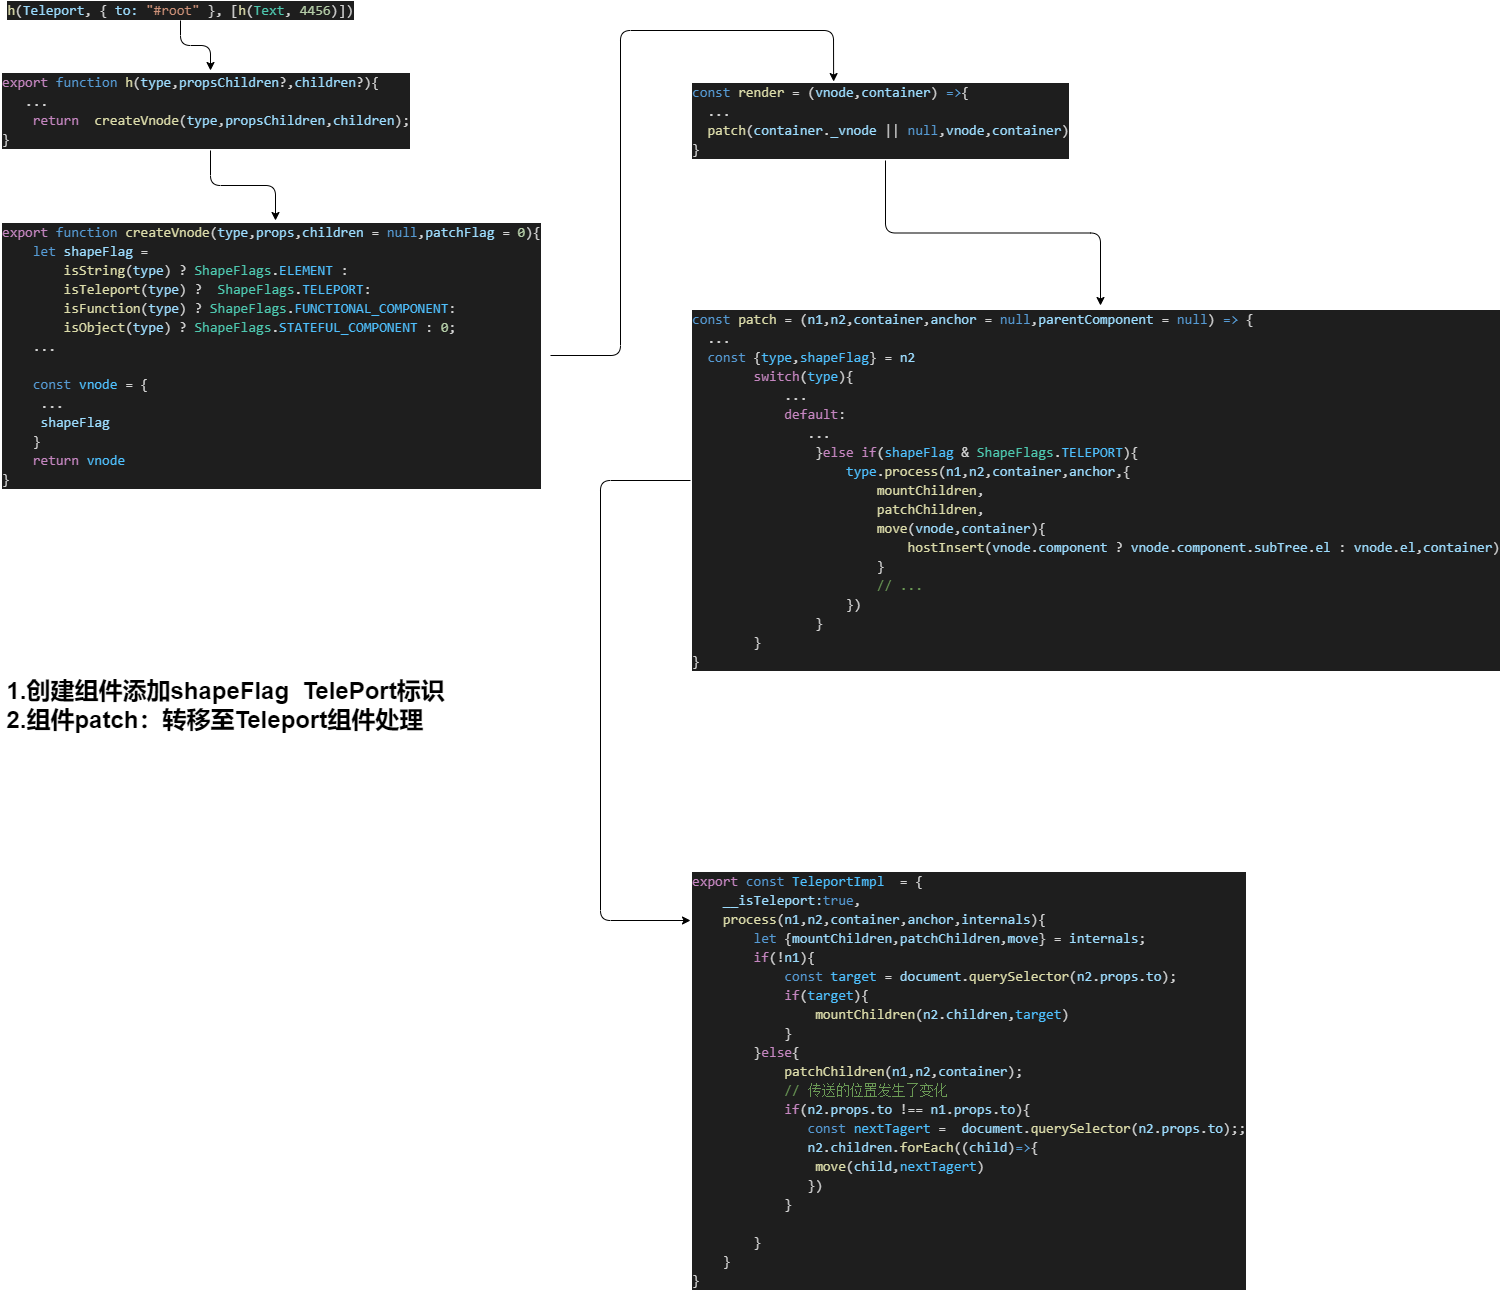 h(Teleport, { to: "#root" }, [h(Text, 4456)])
export function h(type,propsChildren?,children?){
...
return  createVnode(type,propsChildren,children);
}
export function createVnode(type,props,children = null,patchFlag = 0){
let shapeFlag =
isString(type) ? ShapeFlags.ELEMENT :
isTeleport(type) ?  ShapeFlags.TELEPORT:
isFunction(type) ? ShapeFlags.FUNCTIONAL_COMPONENT:
isObject(type) ? ShapeFlags.STATEFUL_COMPONENT : 0;
...
const vnode = {
...
shapeFlag
}
return vnode
}
const render = (vnode,container) =>{
...
patch(container._vnode || null,vnode,container)
}
const patch = (n1,n2,container,anchor = null,parentComponent = null) => {
...
const {type,shapeFlag} = n2
switch(type){
...
default:
...
}else if(shapeFlag & ShapeFlags.TELEPORT){
type.process(n1,n2,container,anchor,{
mountChildren,
patchChildren,
move(vnode,container){
hostInsert(vnode.component ? vnode.component.subTree.el : vnode.el,container)
}
// ...
})
}
}
}
1.创建组件添加shapeFlag  TelePort标识
2.组件patch：转移至Teleport组件处理
export const TeleportImpl  = {
__isTeleport:true,
process(n1,n2,container,anchor,internals){
let {mountChildren,patchChildren,move} = internals;
if(!n1){
const target = document.querySelector(n2.props.to);
if(target){
mountChildren(n2.children,target)
}
}else{
patchChildren(n1,n2,container);
// 传送的位置发生了变化
if(n2.props.to !== n1.props.to){
const nextTagert =  document.querySelector(n2.props.to);;
n2.children.forEach((child)=>{
move(child,nextTagert)
})
}
}
}
}